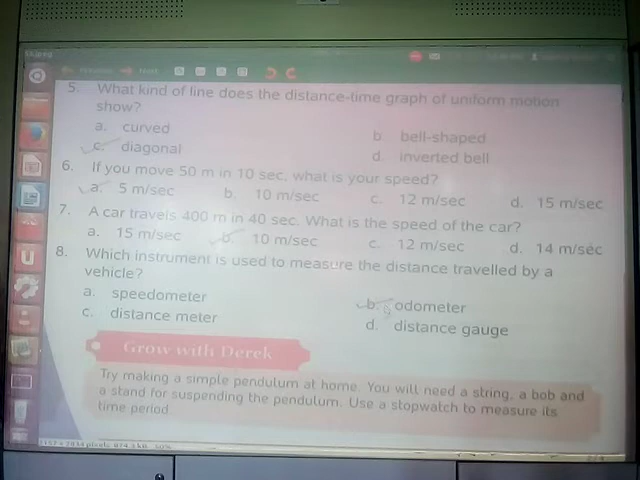 5. What kind of line does the distance-time graph of uniform motion
show?
a. curved b. bell-shaped
c. diagonal d. inverted bell
6. If you move 50 m in 10 sec, what is your speed?
a. 5 m/sec b. 10 m/sec c. 12 m/sec d. 15 m/sec
7. A car travels 400 m in 40 sec. What is the speed of the car?
a. 15 m/sec b. 10 m/sec c. 12 m/sec d. 14 m/sec
8. Which instrument is used to measure the distance travelled by a
vehicle?
a. speedometer b. odometer
c. distance meter d. distance gauge
Grow with Derek
Try making a simple pendulum at home. You will need a string, a bob and
a stand for suspending the pendulum. Use a stopwatch to measure its
time period